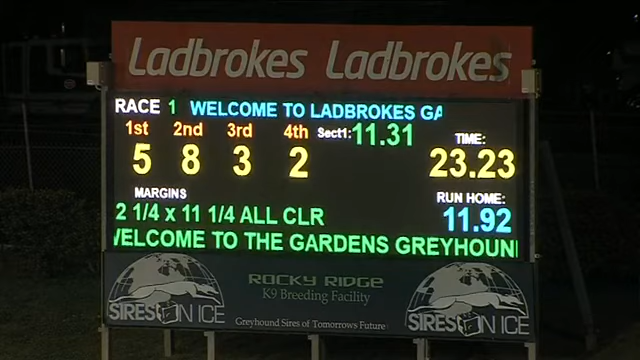 Ladbrokes Ladbrokes
RACE 1 WELCOME TO LADBROKES GA
1st 2nd 3rd 4th Sect1: 11.31 TIME:
5 8 3 2 23.23
MARGINS RUN HOME:
2 1/4 x 11 1/4 ALL CLR 11.92
WELCOME TO THE GARDENS GREYHOUN
ROCKY RIDGE
K9 Breeding Facility
SIRES ON ICE SIRES ON ICE
Greyhound Sires of Tomorrows Future